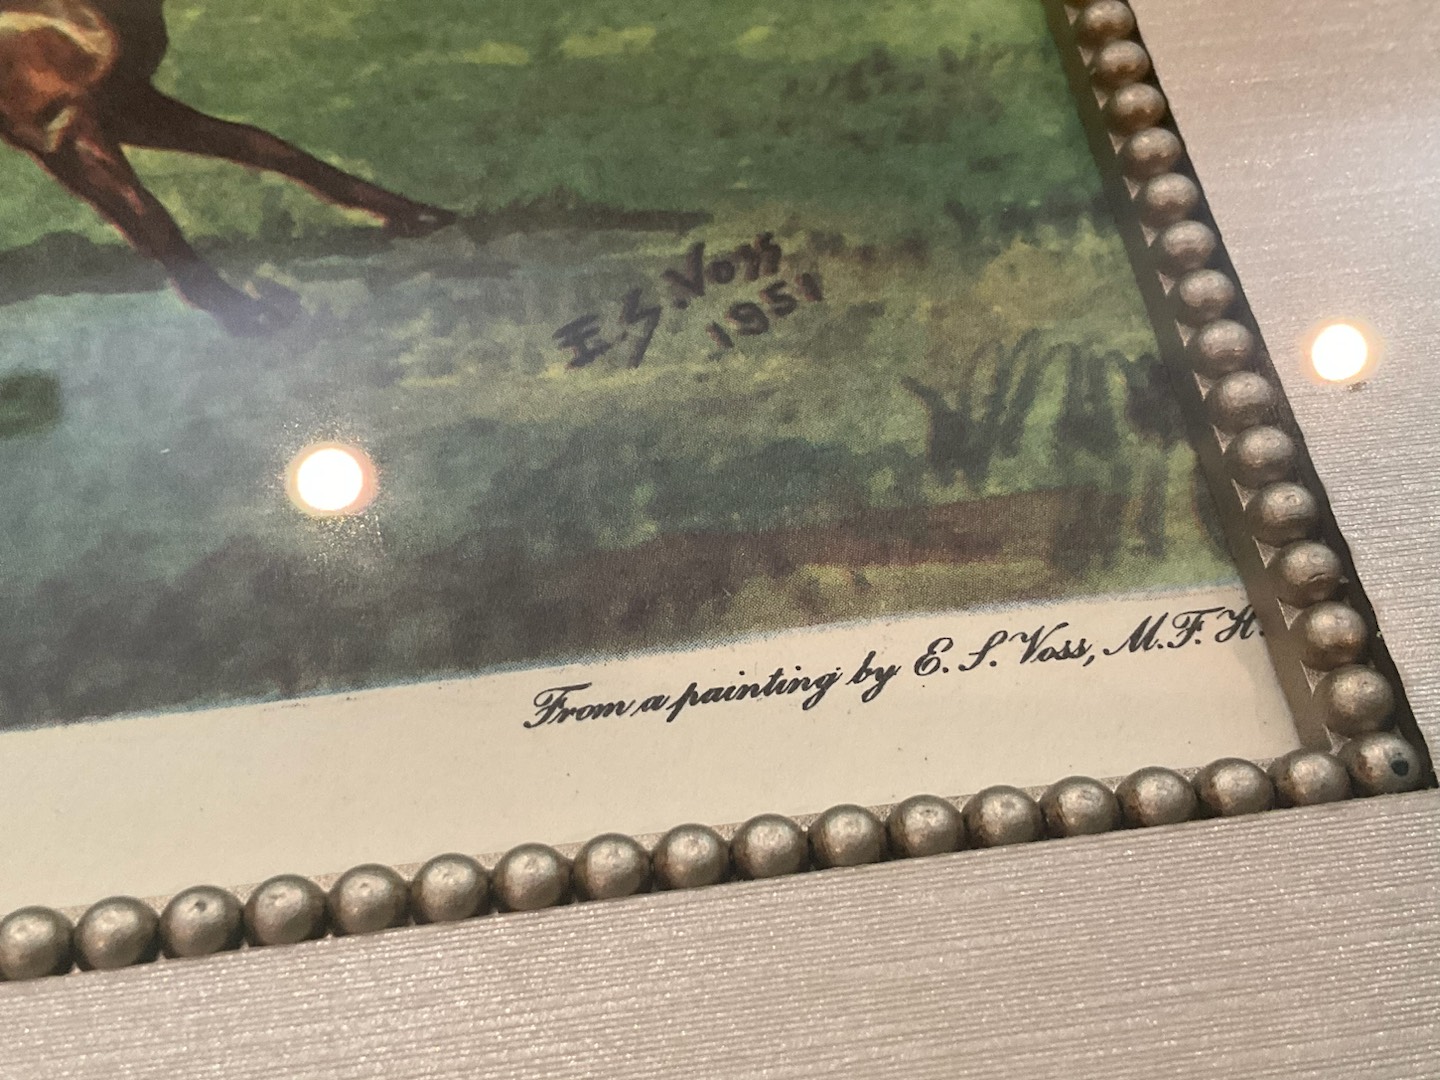 E.S.Voss
1951
From a painting by E. S. Voss, M.F.H.